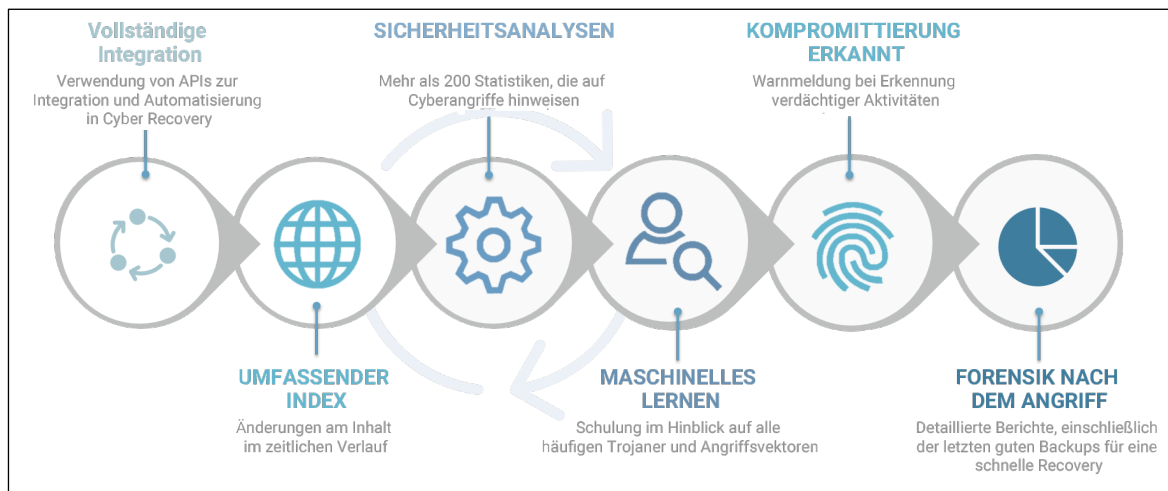 Vollständige
Integration
Verwendung von APIs zur
Integration und Automatisierung
in Cyber Recovery
SICHERHEITSANALYSEN
Mehr als 200 Statistiken, die auf
Cyberangriffe hinweisen
KOMPROMITTIERUNG
ERKANNT
Warnmeldung bei Erkennung
verdächtiger Aktivitäten
UMFASSENDER
INDEX
Änderungen am Inhalt
im zeitlichen Verlauf
MASCHINELLES
LERNEN
Schulung im Hinblick auf alle
häufigen Trojaner und Angriffsvektoren
FORENSIK NACH
DEM ANGRIFF
Detaillierte Berichte, einschließlich
der letzten guten Backups für eine
schnelle Recovery